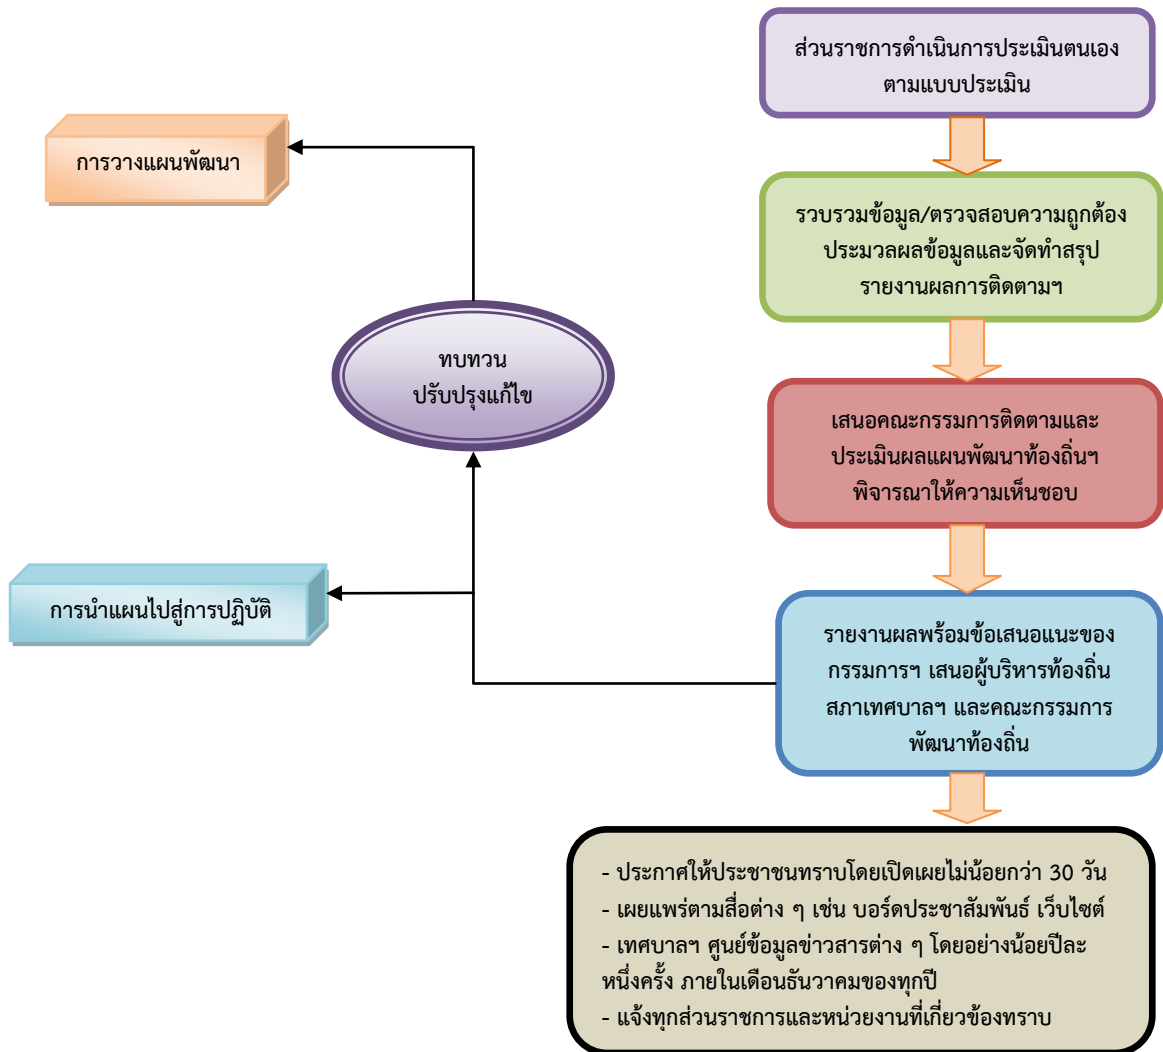 ส่วนราชการดำเนินการประเมินตนเอง
ตามแบบประเมิน
การวางแผนพัฒนา
รวบรวมข้อมูล/ตรวจสอบความถูกต้อง
ประมวลผลข้อมูลและจัดทำสรุป
รายงานผลการติดตามฯ
ทบทวน
ปรับปรุงแก้ไข
เสนอคณะกรรมการติดตามและ
ประเมินผลแผนพัฒนาท้องถิ่นฯ
พิจารณาให้ความเห็นชอบ
การนำแผนไปสู่การปฏิบัติ
รายงานผลพร้อมข้อเสนอแนะของ
กรรมการฯ เสนอผู้บริหารท้องถิ่น
สภาเทศบาลฯ และคณะกรรมการ
พัฒนาท้องถิ่น
- ประกาศให้ประชาชนทราบโดยเปิดเผยไม่น้อยกว่า 30 วัน
- เผยแพร่ตามสื่อต่าง ๆ เช่น บอร์ดประชาสัมพันธ์ เว็บไซต์
- เทศบาลฯ ศูนย์ข้อมูลข่าวสารต่าง ๆ โดยอย่างน้อยปีละ
หนึ่งครั้ง ภายในเดือนธันวาคมของทุกปี
- แจ้งทุกส่วนราชการและหน่วยงานที่เกี่ยวข้องทราบ